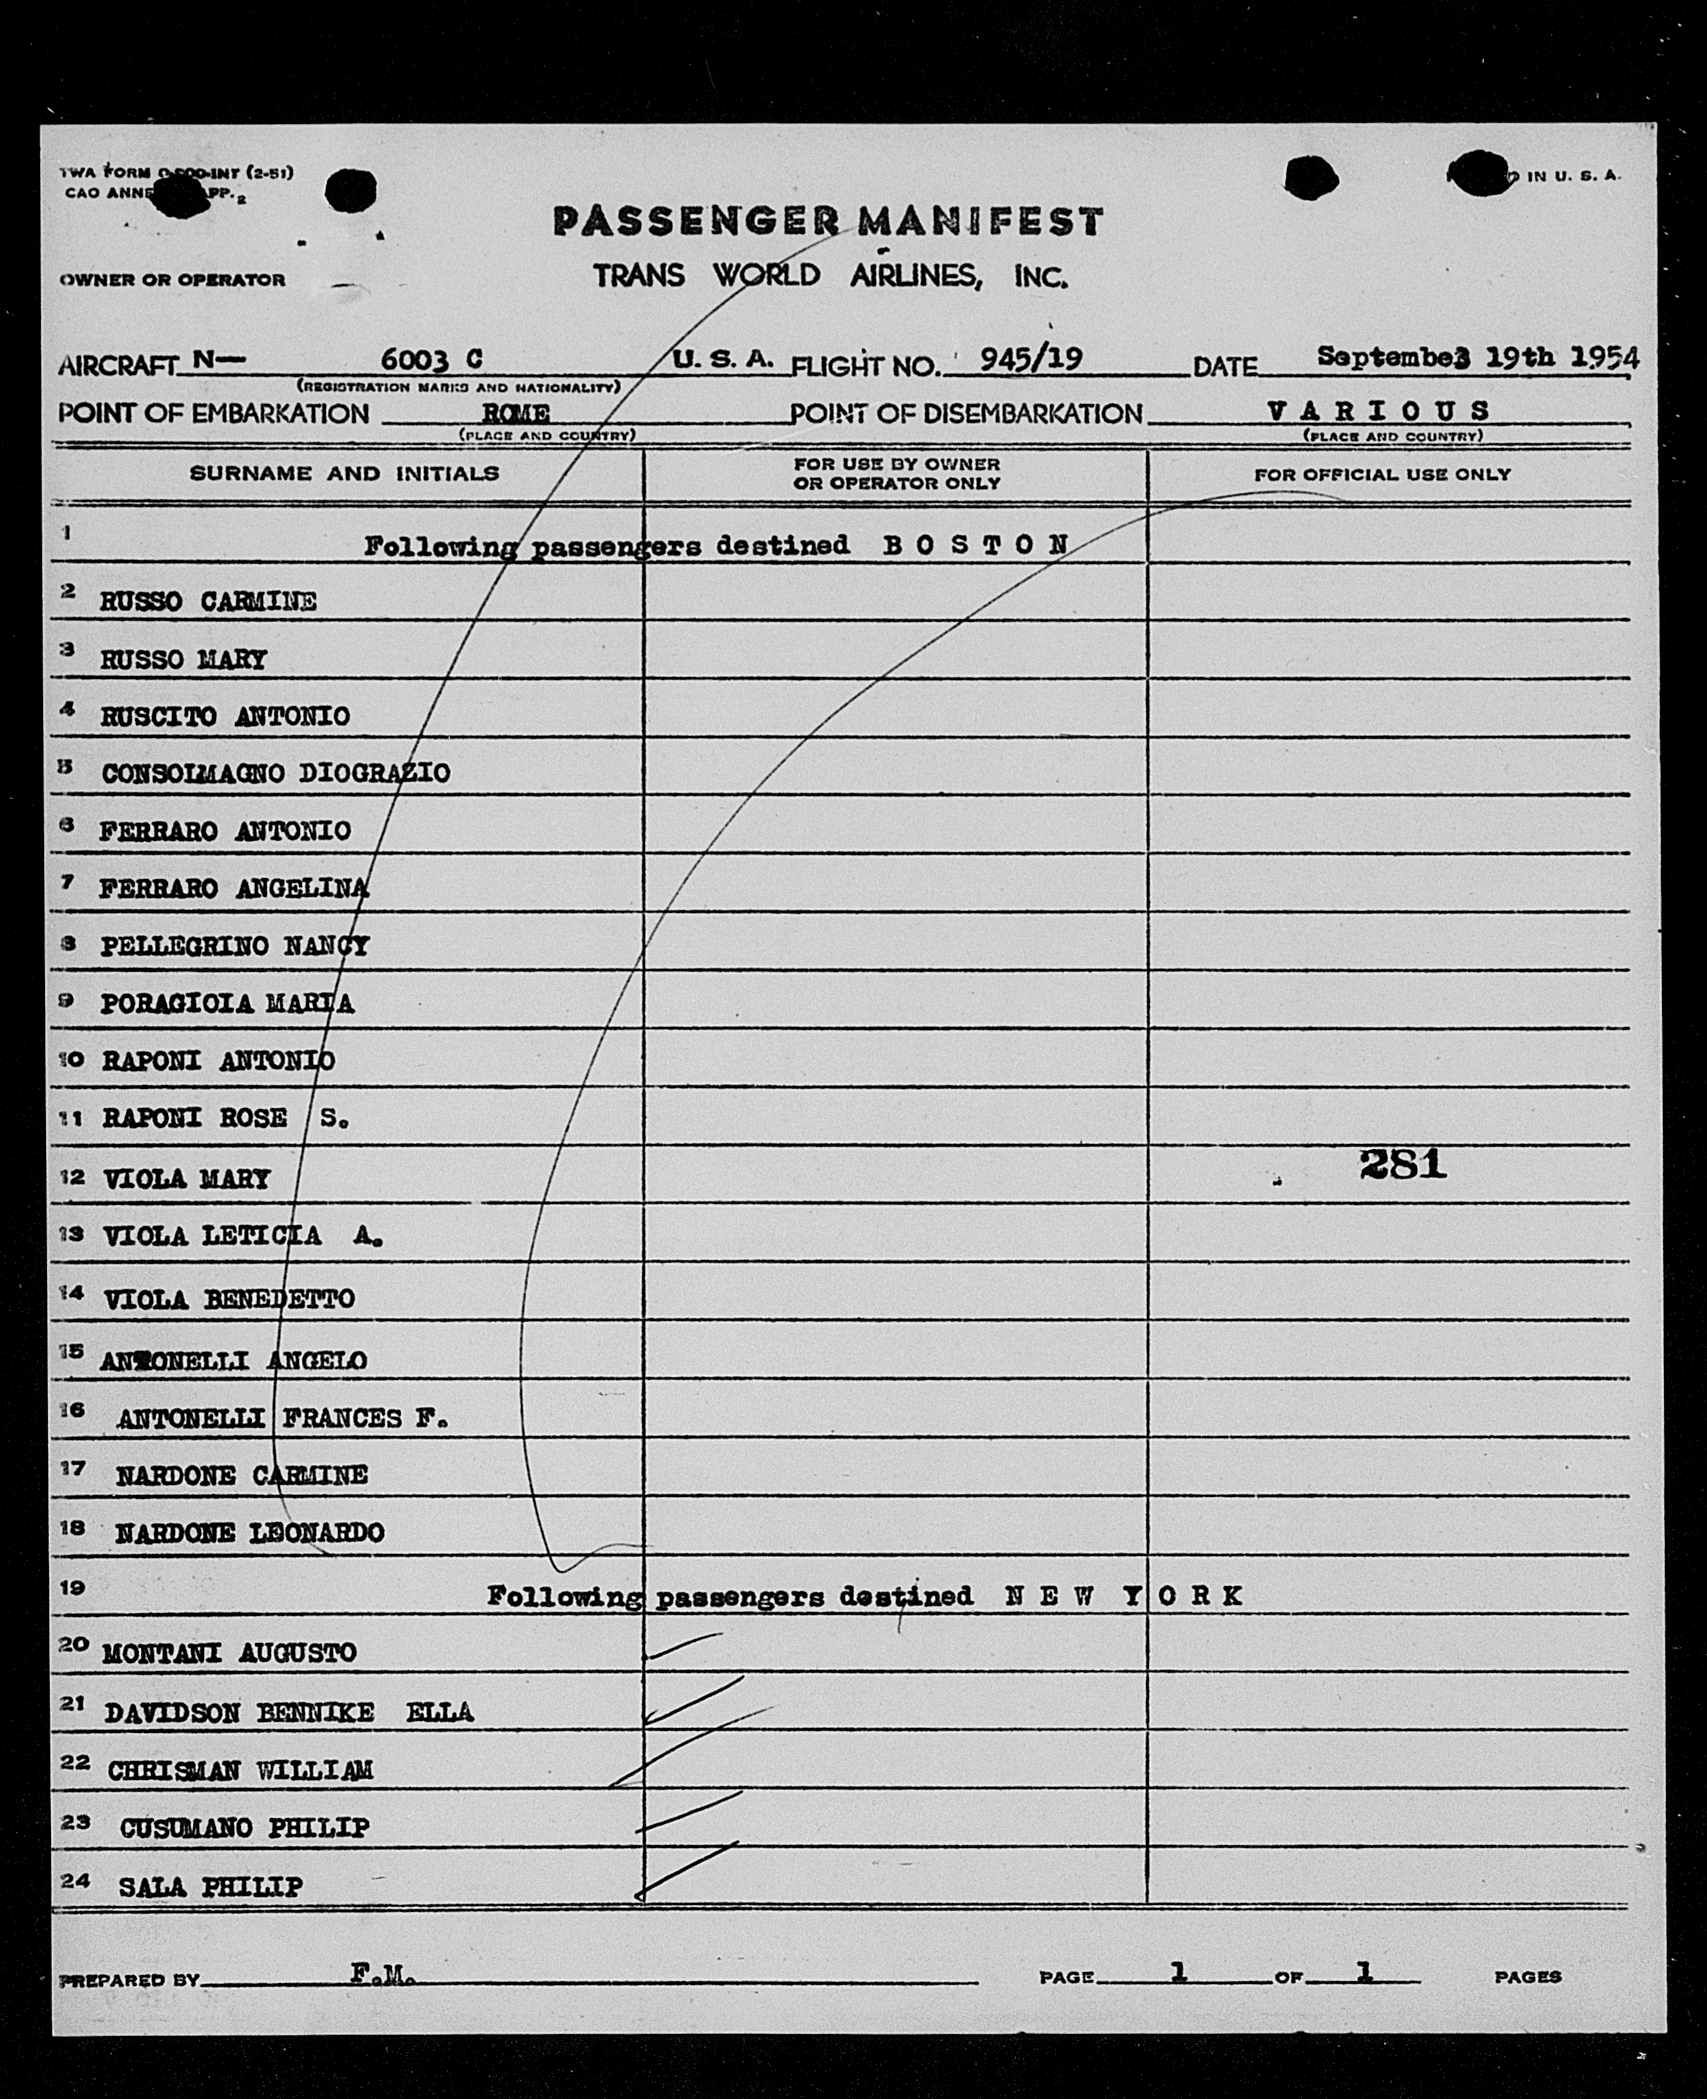 TWA FORM INT (2-51)
CAO APP. 2
IN U. S. A.
PASSENGER MANIFEST
OWNER OR OPERATOR TRANS WORLD AIRLINES, INC.
AIRCRAFT N— 6003 C U. S. A. FLIGHT NO. 945/19 DATE September 19th 1954
(REGISTRATION MARKS AND NATIONALITY)
POINT OF EMBARKATION ROME POINT OF DISEMBARKATION V A R I O U S
(PLACE AND COUNTRY) (PLACE AND COUNTRY)
SURNAME AND INITIALS FOR USE BY OWNER OR OPERATOR ONLY FOR OFFICIAL USE ONLY
1 Following passengers destined B O S T O N
2 RUSSO CARMINE
3 RUSSO MARY
4 RUSCITO ANTONIO
5 CONSOLMAGNO DIOGRAZIO
6 FERRARO ANTONIO
7 FERRARO ANGELINA
8 PELLEGRINO NANCY
9 PORAGIOIA MARIA
10 RAPONI ANTONIO
11 RAPONI ROSE S.
12 VIOLA MARY 281
13 VIOLA LETICIA A.
14 VIOLA BENEDETTO
15 ANTONELLI ANGELO
16 ANTONELLI FRANCES F.
17 NARDONE CARMINE
18 NARDONE LEONARDO
19 Following passengers destined N E W Y O R K
20 MONTANI AUGUSTO
21 DAVIDSON BENNIKE ELLA
22 CHRISMAN WILLIAM
23 CUSUMANO PHILIP
24 SALA PHILIP
PREPARED BY F.M. PAGE 1 OF 1 PAGES